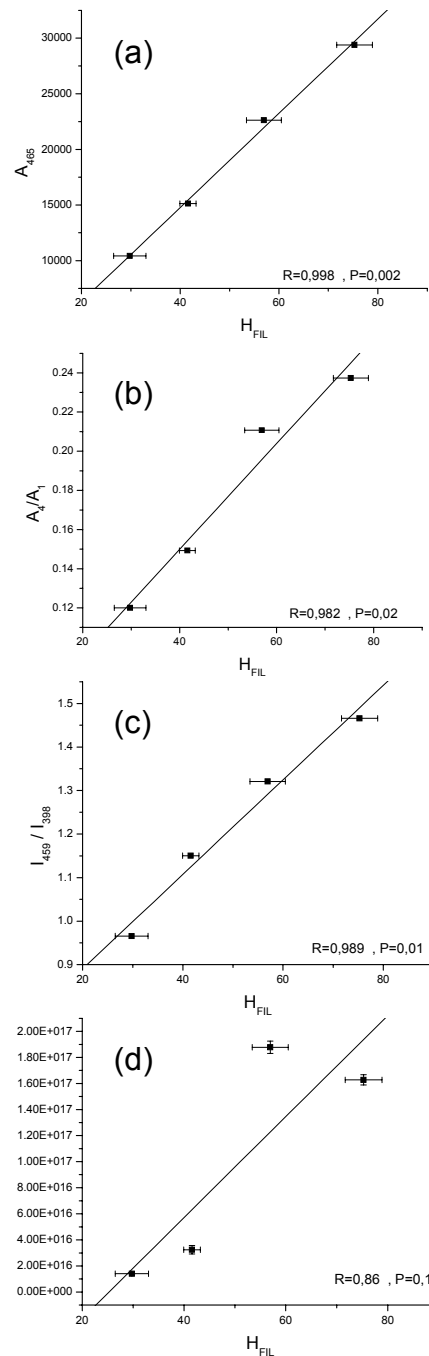 (a)
30000
25000
20000
15000
10000
A465
R=0,998 , P=0,002
20 40 60 80
HFIL
(b)
0.24
0.22
0.20
0.18
0.16
0.14
0.12
A4/A1
R=0,982 , P=0,02
20 40 60 80
HFIL
(c)
1.5
1.4
1.3
1.2
1.1
1.0
0.9
I459 / I398
R=0,989 , P=0,01
20 40 60 80
HFIL
(d)
2.00E+017
1.80E+017
1.60E+017
1.40E+017
1.20E+017
1.00E+017
8.00E+016
6.00E+016
4.00E+016
2.00E+016
0.00E+000
R=0,86 , P=0,1
20 40 60 80
HFIL